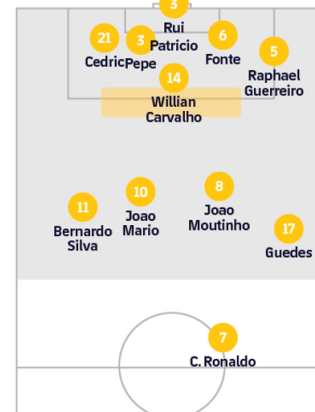 3
Rui
Patricio
21
Cedric
3
Pepe
6
Fonte
5
Raphael
Guerreiro
14
Willian
Carvalho
11
Bernardo
Silva
10
Joao
Mario
8
Joao
Moutinho
17
Guedes
7
C. Ronaldo